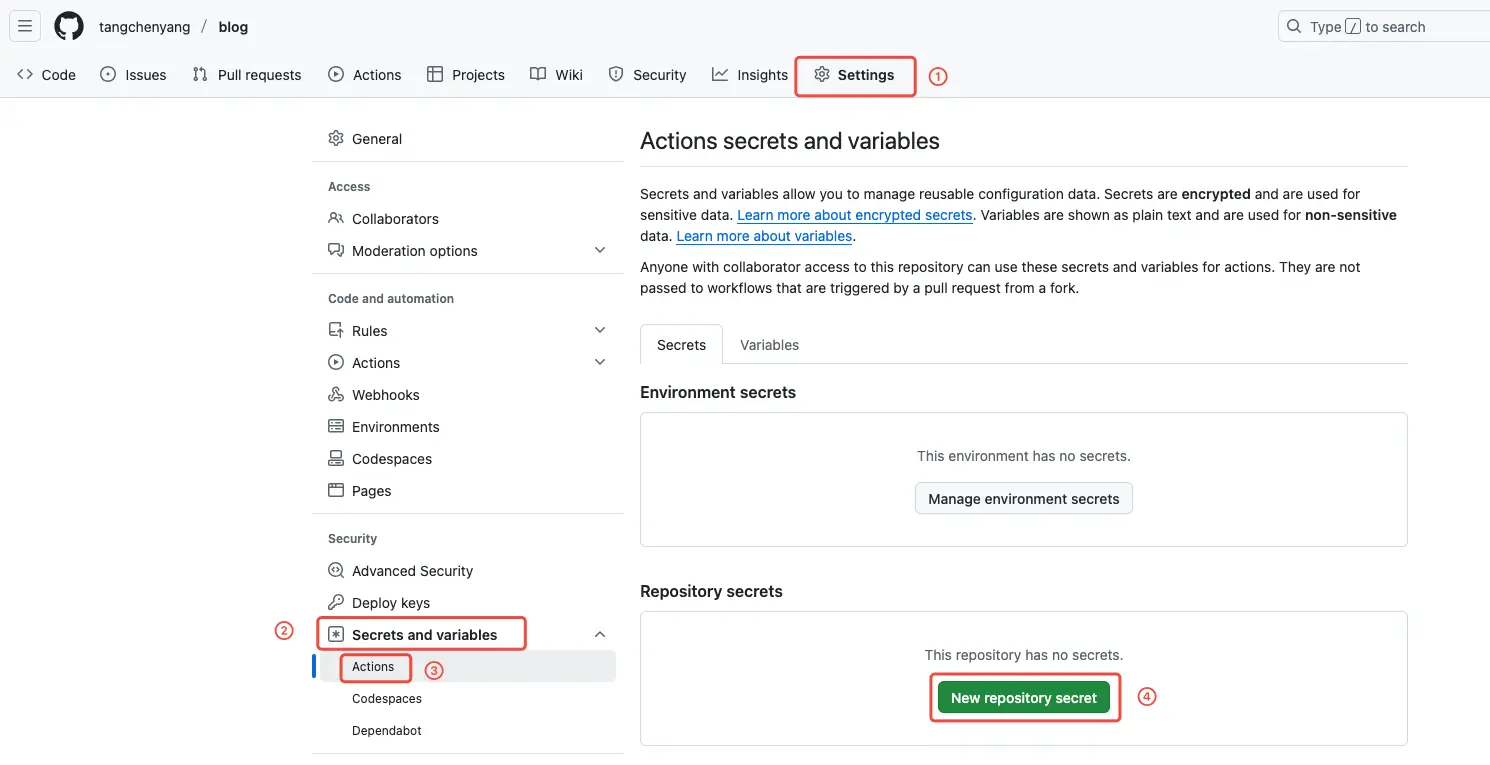 tangchenyang / blog
Type / to search
Code Issues Pull requests Actions Projects Wiki Security Insights Settings ①
General
Access
Collaborators
Moderation options
Code and automation
Rules
Actions
Webhooks
Environments
Codespaces
Pages
Security
Advanced Security
Deploy keys
② Secrets and variables
Actions ③
Codespaces
Dependabot
Actions secrets and variables
Secrets and variables allow you to manage reusable configuration data. Secrets are encrypted and are used for
sensitive data. Learn more about encrypted secrets. Variables are shown as plain text and are used for non-sensitive
data. Learn more about variables.
Anyone with collaborator access to this repository can use these secrets and variables for actions. They are not
passed to workflows that are triggered by a pull request from a fork.
Secrets Variables
Environment secrets
This environment has no secrets.
Manage environment secrets
Repository secrets
This repository has no secrets.
New repository secret ④